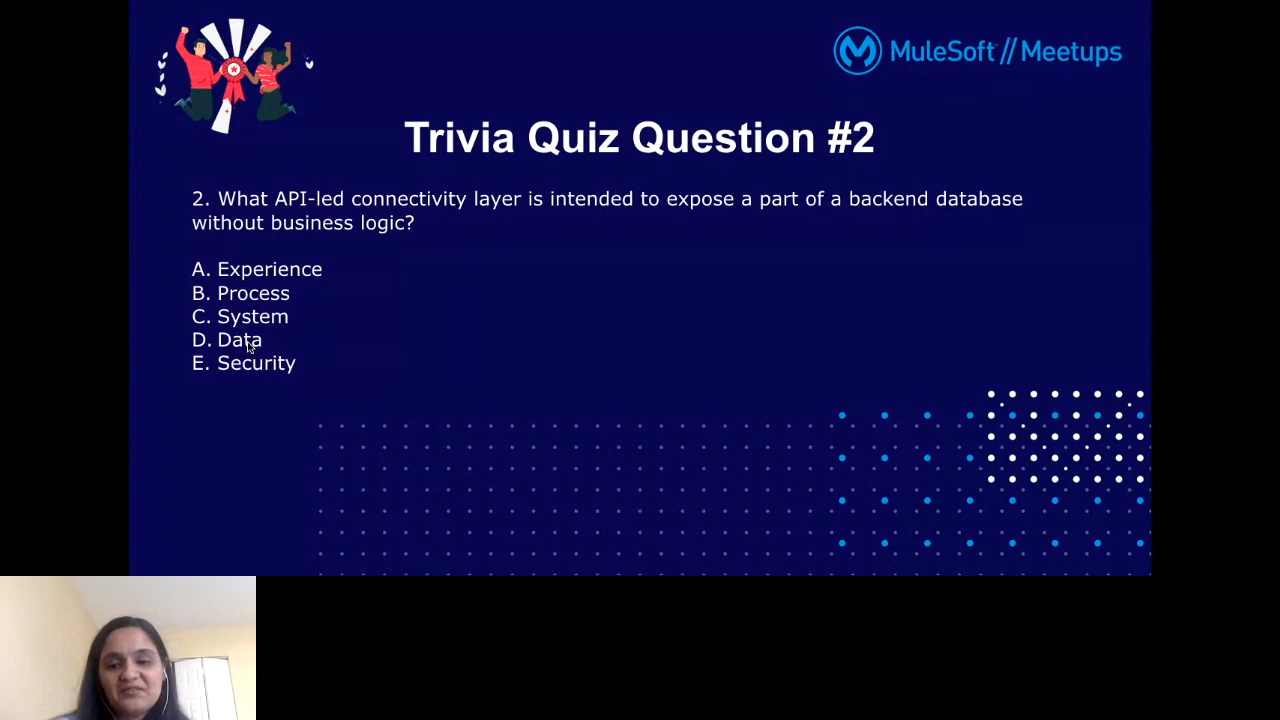 MuleSoft // Meetups
Trivia Quiz Question #2
2. What API-led connectivity layer is intended to expose a part of a backend database
without business logic?
A. Experience
B. Process
C. System
D. Data
E. Security